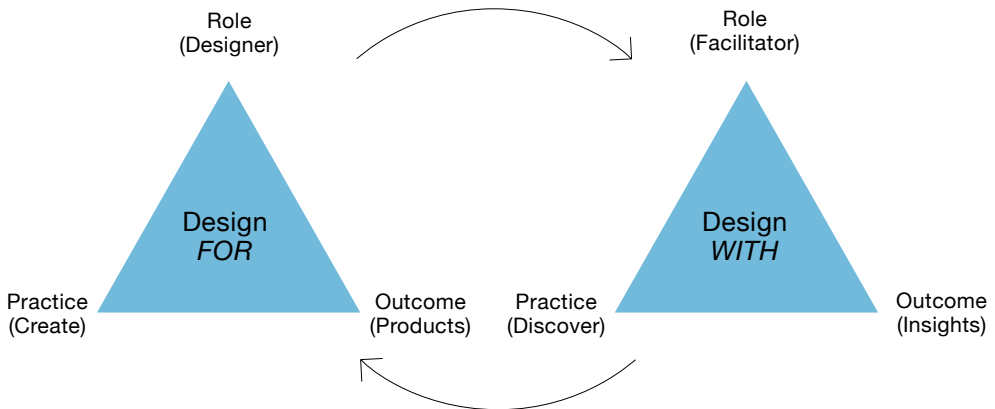 Role
(Designer)
Design
FOR
Practice
(Create)
Outcome
(Products)
Role
(Facilitator)
Design
WITH
Practice
(Discover)
Outcome
(Insights)